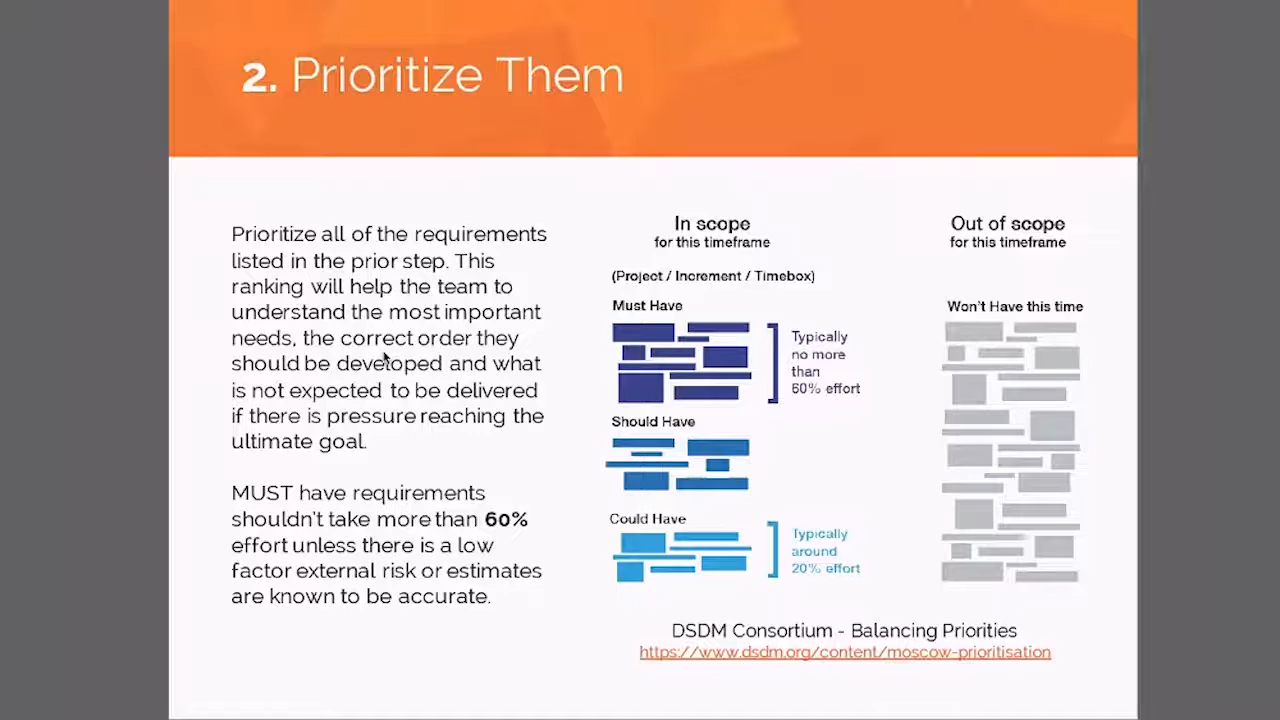 2. Prioritize Them
Prioritize all of the requirements
listed in the prior step. This
ranking will help the team to
understand the most important
needs, the correct order they
should be developed and what
is not expected to be delivered
if there is pressure reaching the
ultimate goal.
MUST have requirements
shouldn't take more than 60%
effort unless there is a low
factor external risk or estimates
are known to be accurate.
In scope
for this timeframe
(Project / Increment / Timebox)
Must Have
Typically
no more
than
60% effort
Should Have
Could Have
Typically
around
20% effort
Out of scope
for this timeframe
Won't Have this time
DSDM Consortium - Balancing Priorities
https://www.dsdm.org/content/moscow-prioritisation